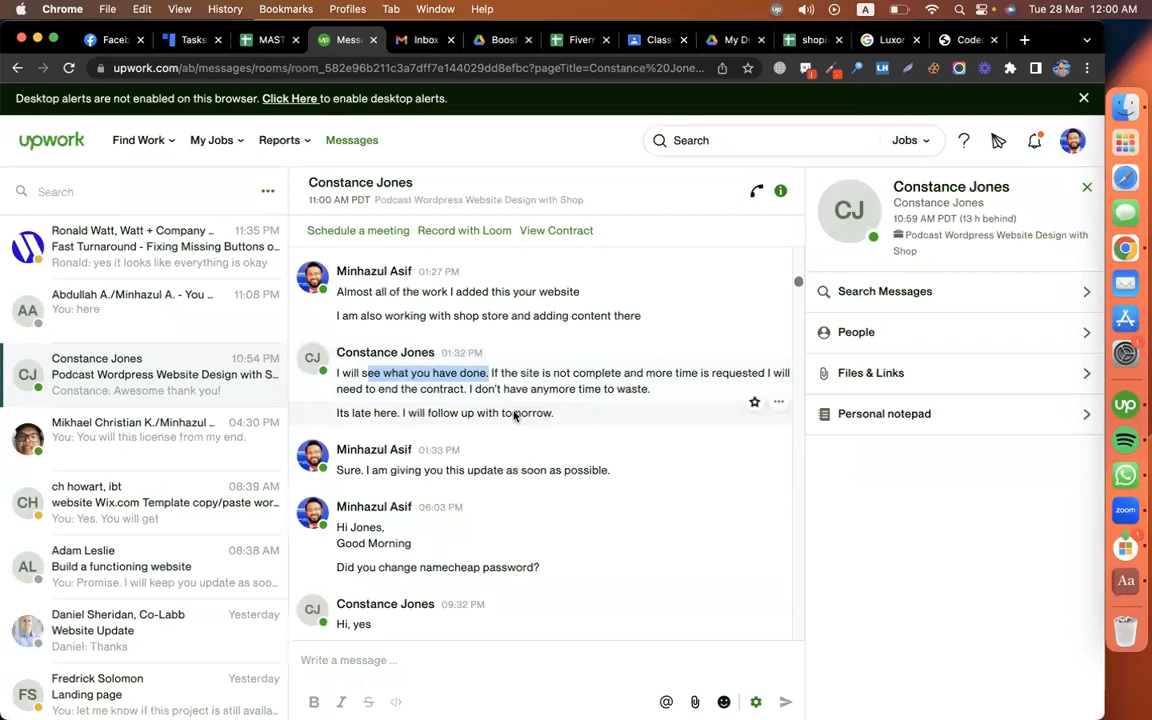 Chrome File Edit View History Bookmarks Profiles Tab Window Help
up A Tue 28 Mar 12:00 AM
Faceb Tasks MAST Messa Inbox Boost Fiverr Class My D shopi Luxor Code
upwork.com/ab/messages/rooms/room_582e96b211c3a7dff7e144029dd8efbc?pageTitle=Constance%20Jone...
LH
Desktop alerts are not enabled on this browser. Click Here to enable desktop alerts.
upwork Find Work My Jobs Reports Messages Search Jobs
Search
Ronald Watt, Watt + Company .. 11:35 PM
Fast Turnaround - Fixing Missing Buttons o...
Ronald: yes it looks like everything is okay
AA
Abdullah A./Minhazul A. - You ... 11:08 PM
You: here
CJ
Constance Jones 10:54 PM
Podcast Wordpress Website Design with S...
Constance: Awesome thank you!
Mikhael Christian K./Minhazul .. 04:30 PM
You: You will this license from my end.
CH
ch howart, ibt 08:39 AM
website Wix.com Template copy/paste wor...
You: Yes. You will get
AL
Adam Leslie 08:38 AM
Build a functioning website
You: Promise. I will keep you update as soo...
Daniel Sheridan, Co-Labb Yesterday
Website Update
Daniel: Thanks
FS
Fredrick Solomon Yesterday
Landing page
You: let me know if this project is still availa...
Constance Jones
11:00 AM PDT Podcast Wordpress Website Design with Shop
Schedule a meeting Record with Loom View Contract
Minhazul Asif 01:27 PM
Almost all of the work I added this your website
I am also working with shop store and adding content there
CJ
Constance Jones 01:32 PM
I will see what you have done. If the site is not complete and more time is requested I will
need to end the contract. I don't have anymore time to waste.
Its late here. I will follow up with tomorrow.
Minhazul Asif 01:33 PM
Sure. I am giving you this update as soon as possible.
Minhazul Asif 06:03 PM
Hi Jones,
Good Morning
Did you change namecheap password?
CJ
Constance Jones 09:32 PM
Hi, yes
Write a message ...
B I S </> @
CJ
Constance Jones
Constance Jones
10:59 AM PDT (13 h behind)
Podcast Wordpress Website Design with
Shop
Search Messages
People
Files & Links
Personal notepad
up
zoom
Aa